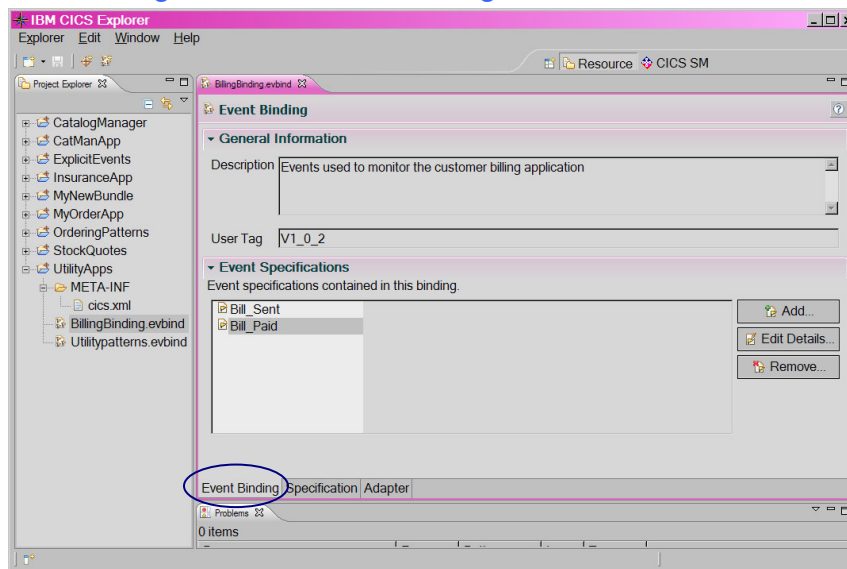 IBM CICS Explorer
Explorer Edit Window Help
Resource CICS SM
Project Explorer
CatalogManager
CatManApp
ExplicitEvents
InsuranceApp
MyNewBundle
MyOrderApp
OrderingPatterns
StockQuotes
UtilityApps
META-INF
cics.xml
BillingBinding.evbind
Utilitypatterns.evbind
BillingBinding.evbind
Event Binding
General Information
Description Events used to monitor the customer billing application
User Tag V1_0_2
Event Specifications
Event specifications contained in this binding.
Bill_Sent
Bill_Paid
Add...
Edit Details...
Remove...
Event Binding Specification Adapter
Problems
0 items